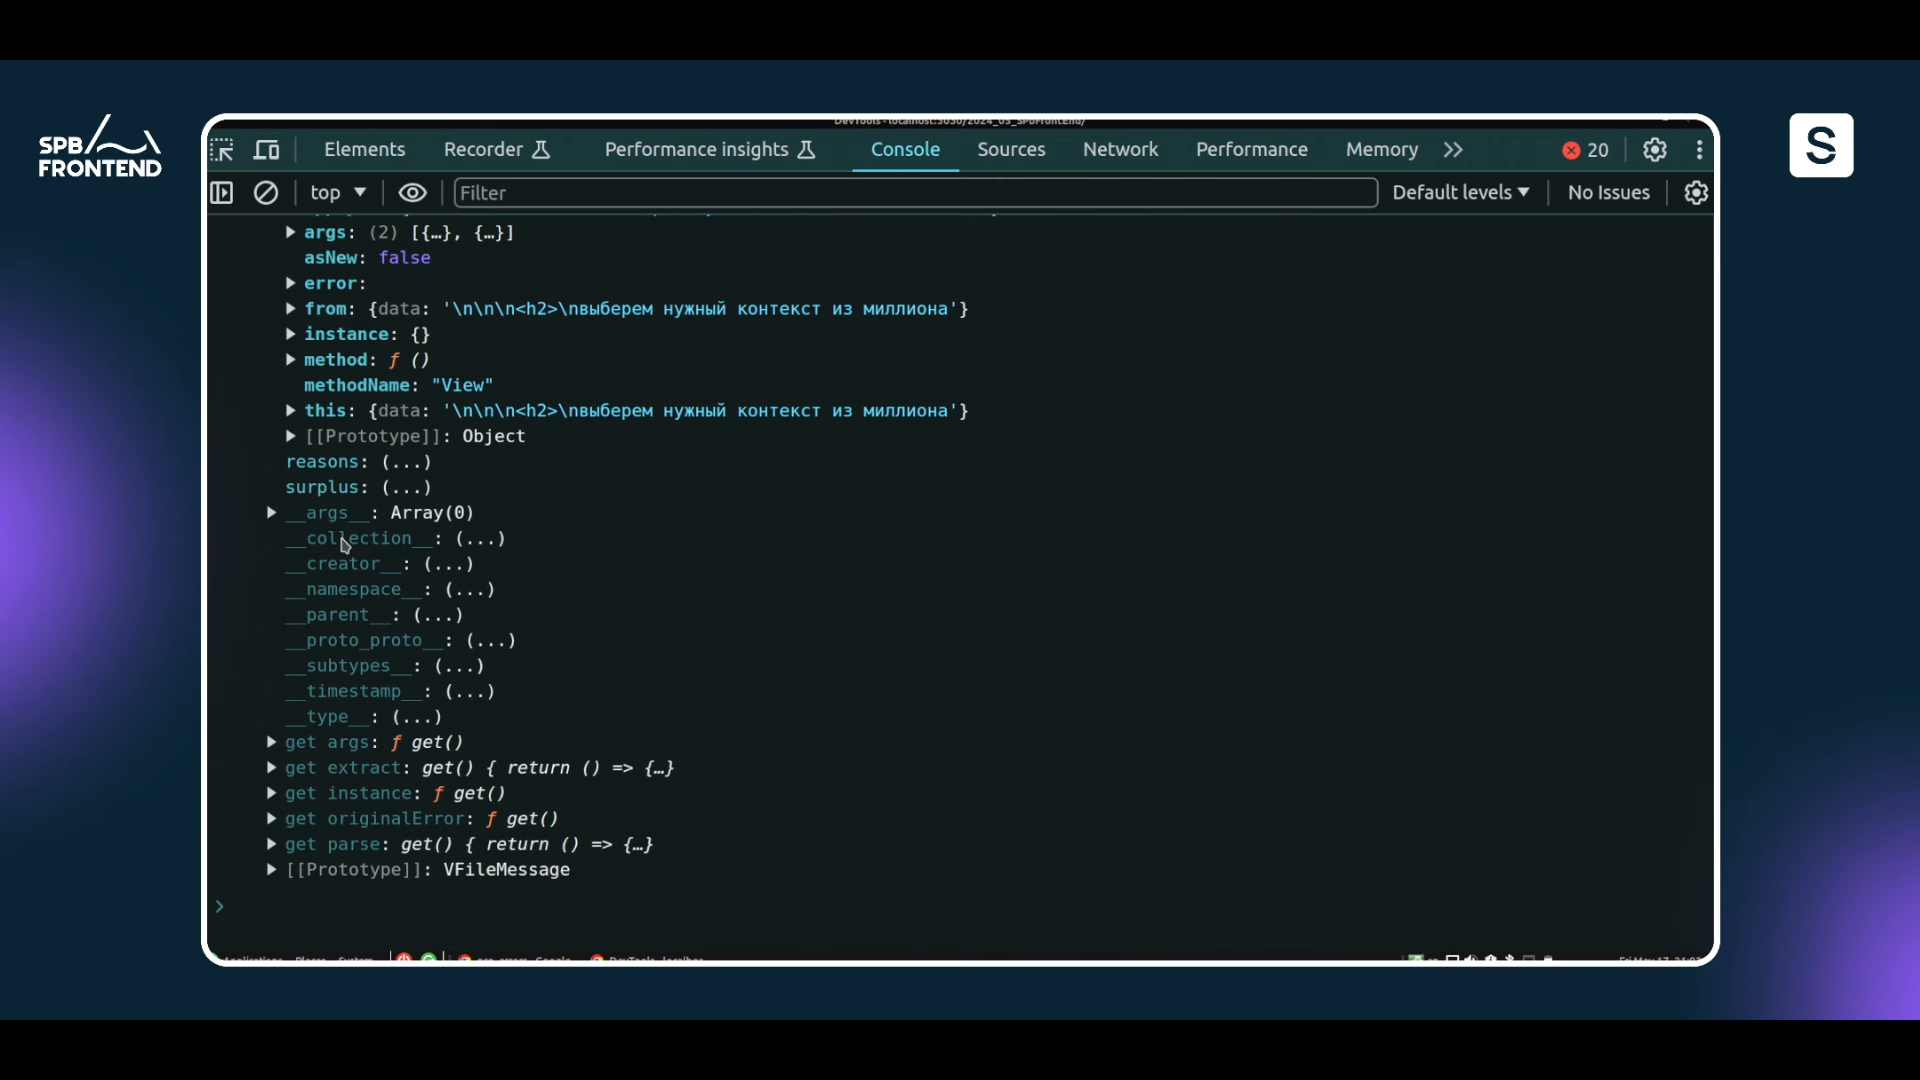 DevTools - localhost:3030/2024_05_SpbFrontEnd/
SPB
FRONTEND
S
Elements Recorder Performance insights Console Sources Network Performance Memory 20
top Filter Default levels No Issues
args: (2) [{…}, {…}]
asNew: false
error:
from: {data: '\n\n\n<h2>\nвыберем нужный контекст из миллиона'}
instance: {}
method: ƒ ()
methodName: "View"
this: {data: '\n\n\n<h2>\nвыберем нужный контекст из миллиона'}
[[Prototype]]: Object
reasons: (...)
surplus: (...)
__args__: Array(0)
__collection__: (...)
__creator__: (...)
__namespace__: (...)
__parent__: (...)
__proto_proto__: (...)
__subtypes__: (...)
__timestamp__: (...)
__type__: (...)
get args: ƒ get()
get extract: get() { return () => {…}
get instance: ƒ get()
get originalError: ƒ get()
get parse: get() { return () => {…}
[[Prototype]]: VFileMessage